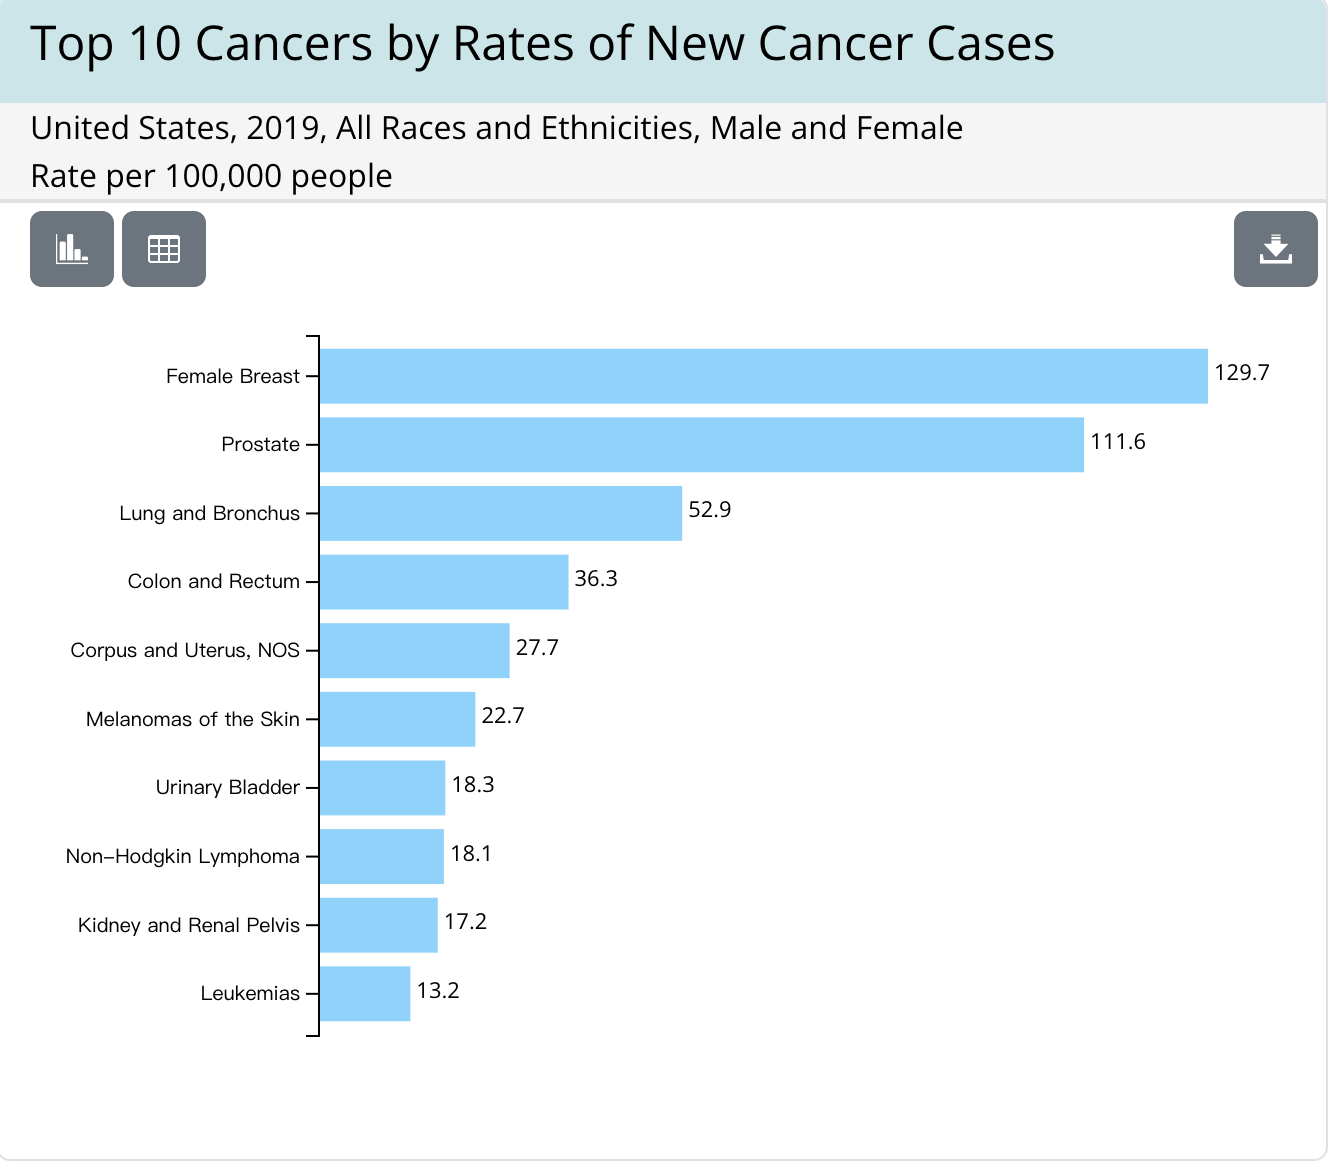 Top 10 Cancers by Rates of New Cancer Cases
United States, 2019, All Races and Ethnicities, Male and Female
Rate per 100,000 people
Female Breast 129.7
Prostate 111.6
Lung and Bronchus 52.9
Colon and Rectum 36.3
Corpus and Uterus, NOS 27.7
Melanomas of the Skin 22.7
Urinary Bladder 18.3
Non–Hodgkin Lymphoma 18.1
Kidney and Renal Pelvis 17.2
Leukemias 13.2